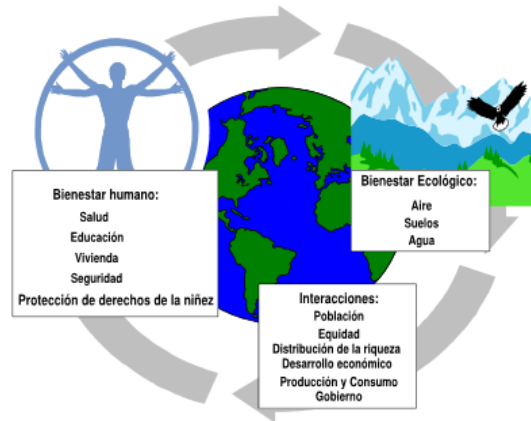 Bienestar humano:
Salud
Educación
Vivienda
Seguridad
Protección de derechos de la niñez
Bienestar Ecológico:
Aire
Suelos
Agua
Interacciones:
Población
Equidad
Distribución de la riqueza
Desarrollo económico
Producción y Consumo
Gobierno